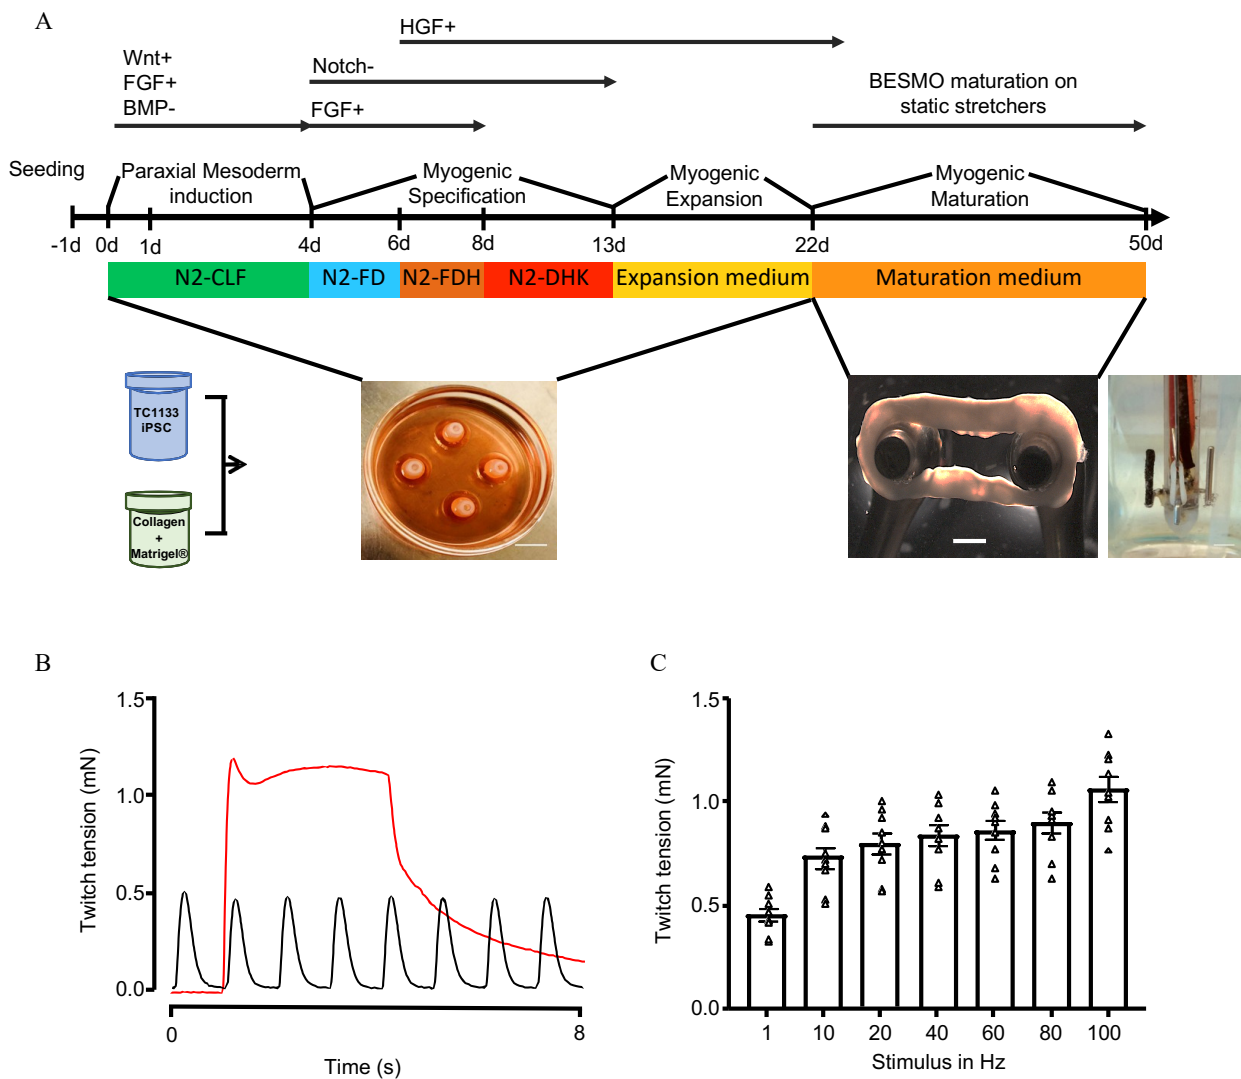 A
HGF+
Wnt+
FGF+
BMP-
Notch-
FGF+
BESMO maturation on
static stretchers
Seeding
Paraxial Mesoderm
induction
Myogenic
Specification
Myogenic
Expansion
Myogenic
Maturation
-1d 0d 1d 4d 6d 8d 13d 22d 50d
N2-CLF N2-FD N2-FDH N2-DHK Expansion medium Maturation medium
TC1133
iPSC
Collagen
+
Matrigel®
B
Twitch tension (mN)
1.5
1.0
0.5
0.0
0 8
Time (s)
C
Twitch tension (mN)
1.5
1.0
0.5
0.0
1 10 20 40 60 80 100
Stimulus in Hz